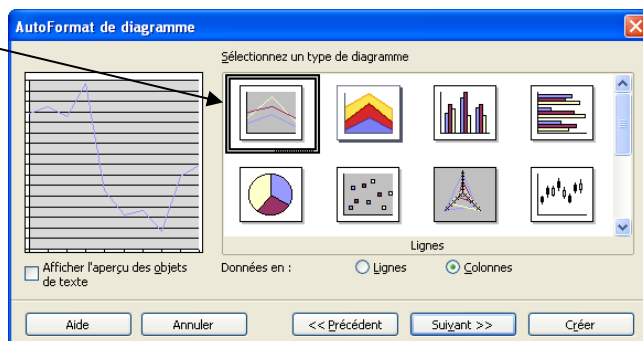 AutoFormat de diagramme
Sélectionnez un type de diagramme
Lignes
Afficher l'aperçu des objets
de texte
Données en :
Lignes
Colonnes
Aide
Annuler
<< Précédent
Suivant >>
Créer